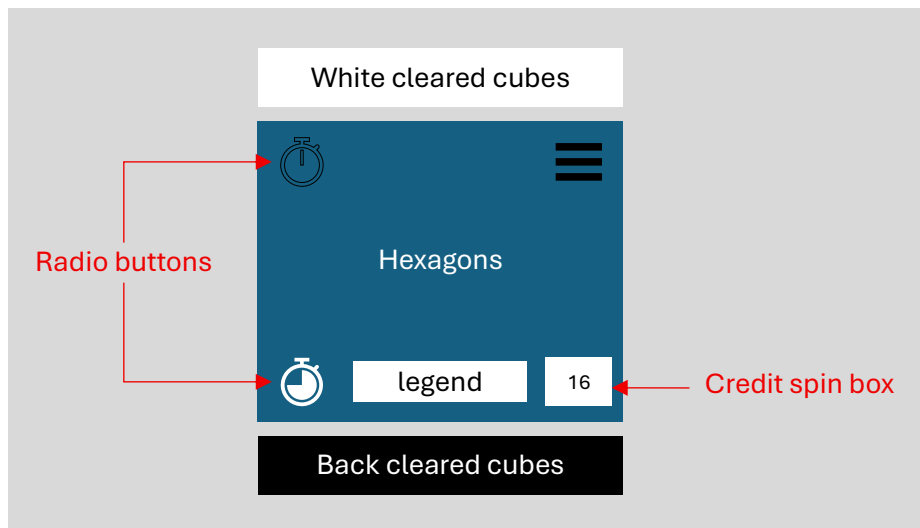 White cleared cubes
Radio buttons
Hexagons
legend
16
Credit spin box
Back cleared cubes